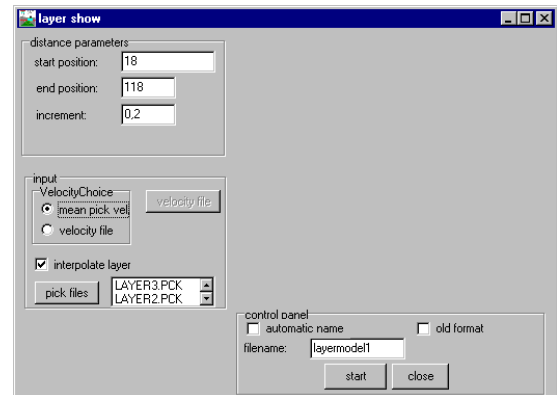 layer show
distance parameters
start position: 18
end position: 118
increment: 0,2
input
VelocityChoice
mean pick vel
velocity file
velocity file
interpolate layer
pick files
LAYER3.PCK
LAYER2.PCK
control panel
automatic name
old format
filename: layermodel1
start
close